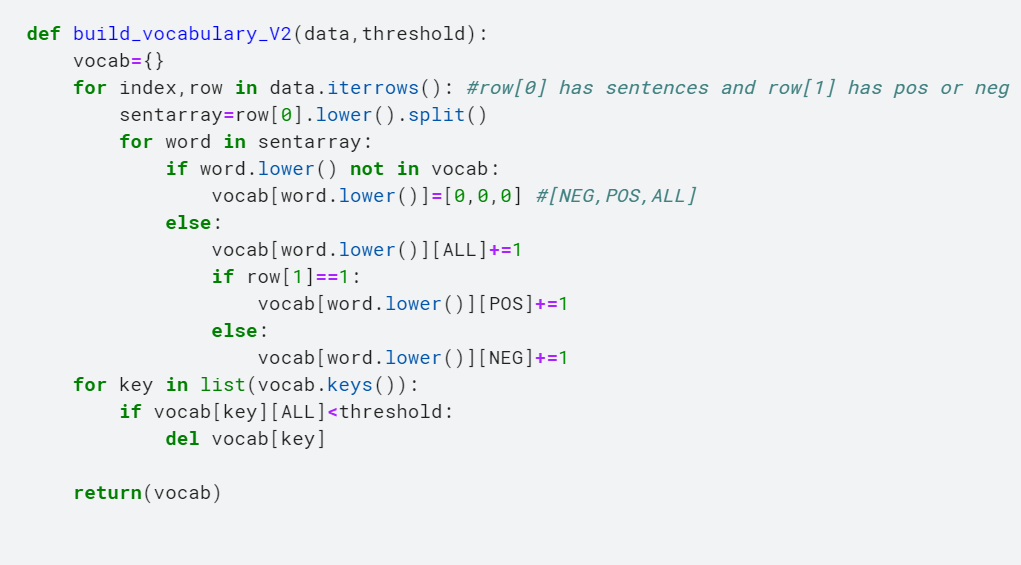 def build_vocabulary_V2(data,threshold):
    vocab={}
    for index,row in data.iterrows(): #row[0] has sentences and row[1] has pos or neg
        sentarray=row[0].lower().split()
        for word in sentarray:
            if word.lower() not in vocab:
                vocab[word.lower()]=[0,0,0] #[NEG,POS,ALL]
            else:
                vocab[word.lower()][ALL]+=1
                if row[1]==1:
                    vocab[word.lower()][POS]+=1
                else:
                    vocab[word.lower()][NEG]+=1
    for key in list(vocab.keys()):
        if vocab[key][ALL]<threshold:
            del vocab[key]

    return(vocab)